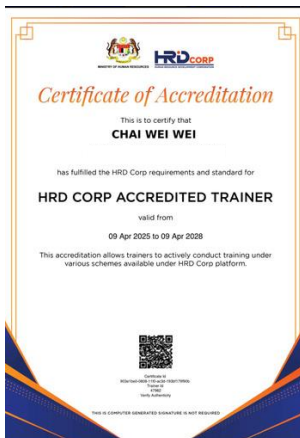 MINISTRY OF HUMAN RESOURCES
HRD CORP
Certificate of Accreditation
This is to certify that
CHAI WEI WEI
has fulfilled the HRD Corp requirements and standard for
HRD CORP ACCREDITED TRAINER
valid from
09 Apr 2025 to 09 Apr 2028
This accreditation allows trainers to actively conduct training under
various schemes available under HRD Corp platform.
Certificate Id
Trainer Id
Verify Authenticity
THIS IS COMPUTER GENERATED SIGNATURE IS NOT REQUIRED